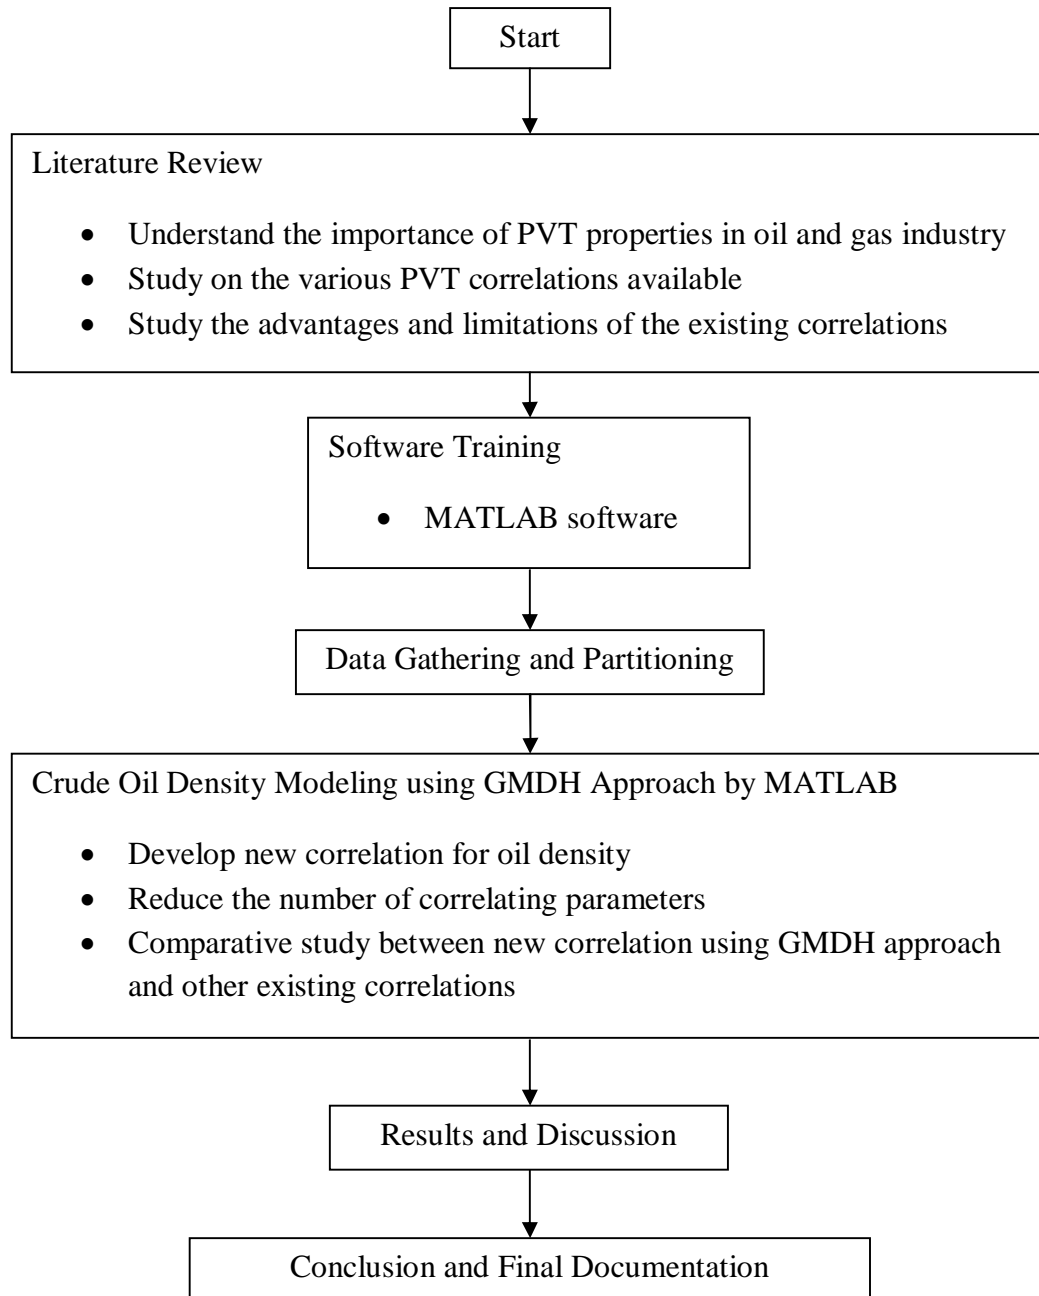 Start
Literature Review
• Understand the importance of PVT properties in oil and gas industry
• Study on the various PVT correlations available
• Study the advantages and limitations of the existing correlations
Software Training
• MATLAB software
Data Gathering and Partitioning
Crude Oil Density Modeling using GMDH Approach by MATLAB
• Develop new correlation for oil density
• Reduce the number of correlating parameters
• Comparative study between new correlation using GMDH approach
and other existing correlations
Results and Discussion
Conclusion and Final Documentation